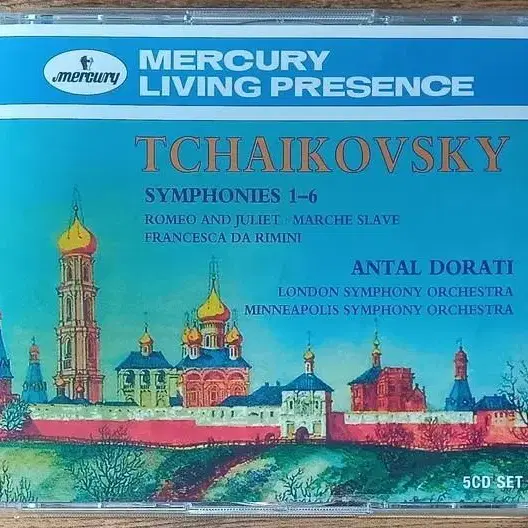 mercury
MERCURY
LIVING PRESENCE
TCHAIKOVSKY
SYMPHONIES 1–6
ROMEO AND JULIET · MARCHE SLAVE
FRANCESCA DA RIMINI
ANTAL DORATI
LONDON SYMPHONY ORCHESTRA
MINNEAPOLIS SYMPHONY ORCHESTRA
5CD SET